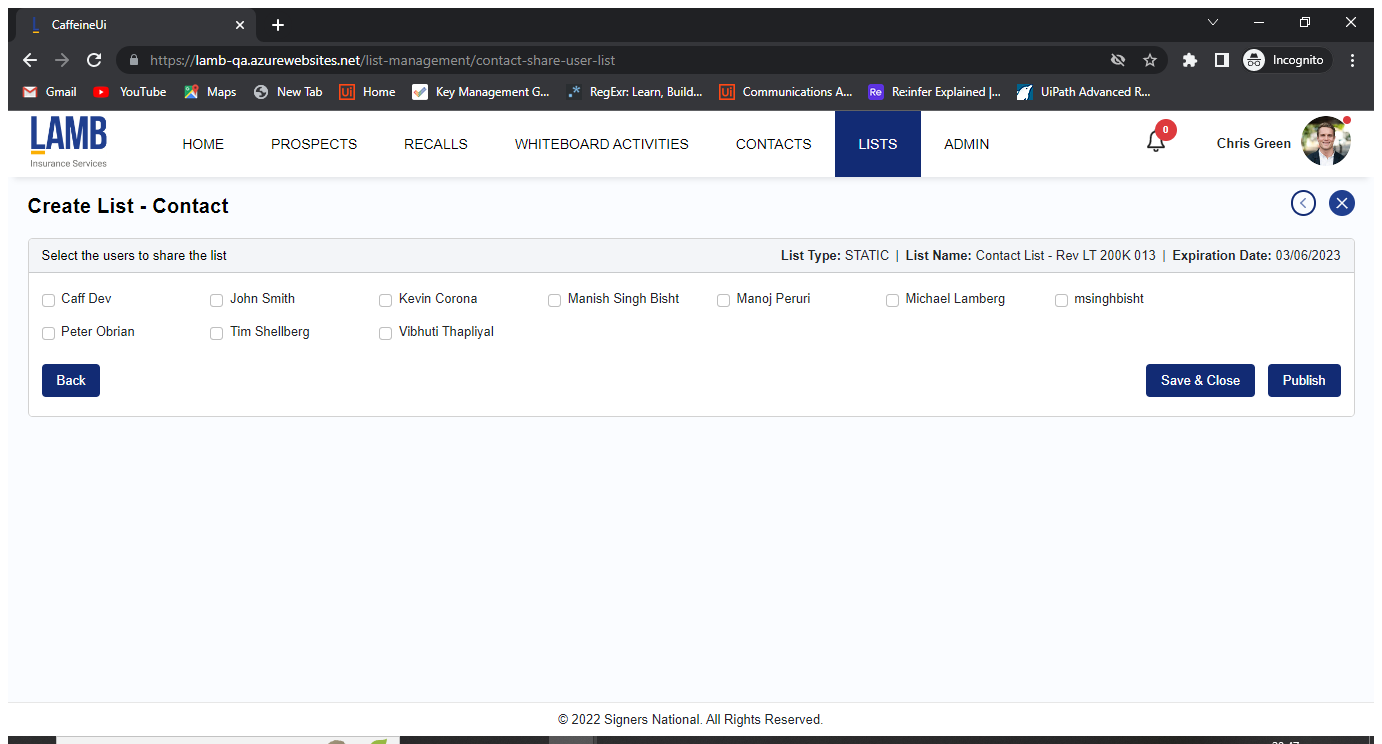 CaffeineUi
https://lamb-qa.azurewebsites.net/list-management/contact-share-user-list
Incognito
Gmail YouTube Maps New Tab Ui Home Key Management G... RegExr: Learn, Build... Ui Communications A... Re Reinfer Explained |... UiPath Advanced R...
LAMB
Insurance Services
HOME PROSPECTS RECALLS WHITEBOARD ACTIVITIES CONTACTS LISTS ADMIN 0 Chris Green
Create List - Contact
Select the users to share the list List Type: STATIC | List Name: Contact List - Rev LT 200K 013 | Expiration Date: 03/06/2023
Caff Dev John Smith Kevin Corona Manish Singh Bisht Manoj Peruri Michael Lamberg msinghbisht
Peter Obrian Tim Shellberg Vibhuti Thapliyal
Back Save & Close Publish
© 2022 Signers National. All Rights Reserved.